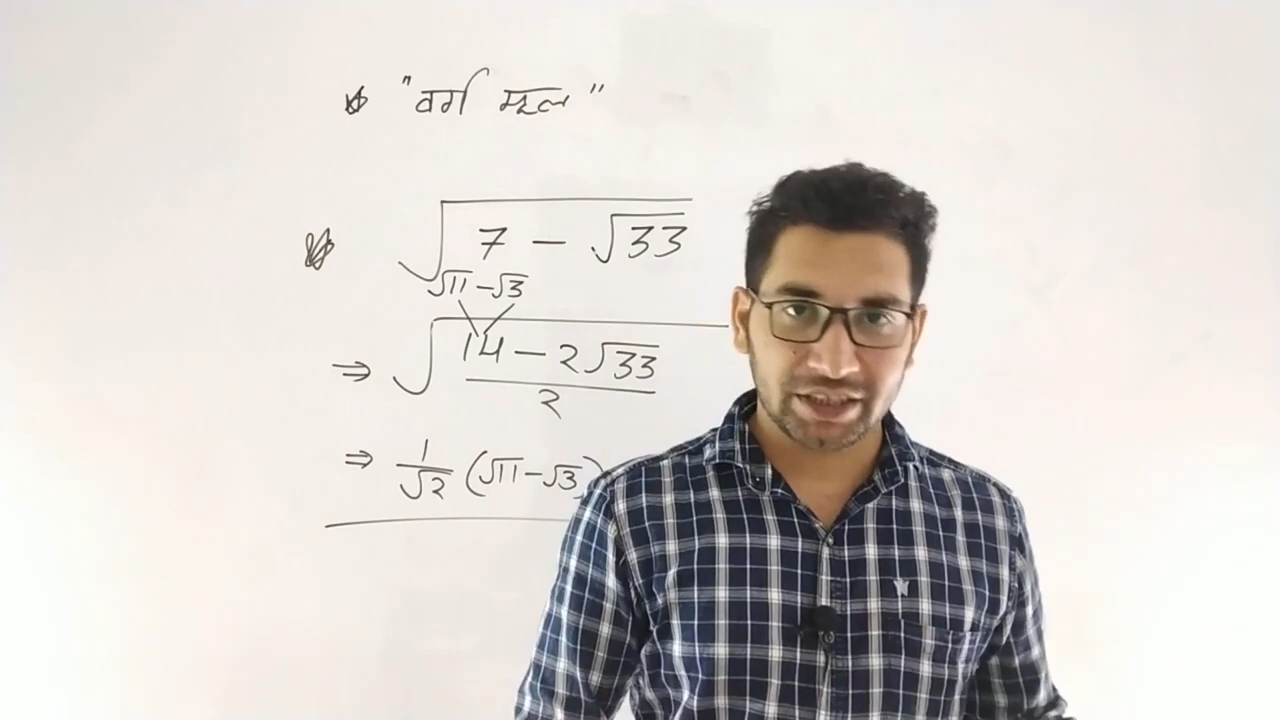 "वर्ग मूल"
√(7 - √33)
√11 - √3
⇒ √((14 - 2√33)/2)
⇒ 1/√2 (√11 - √3)